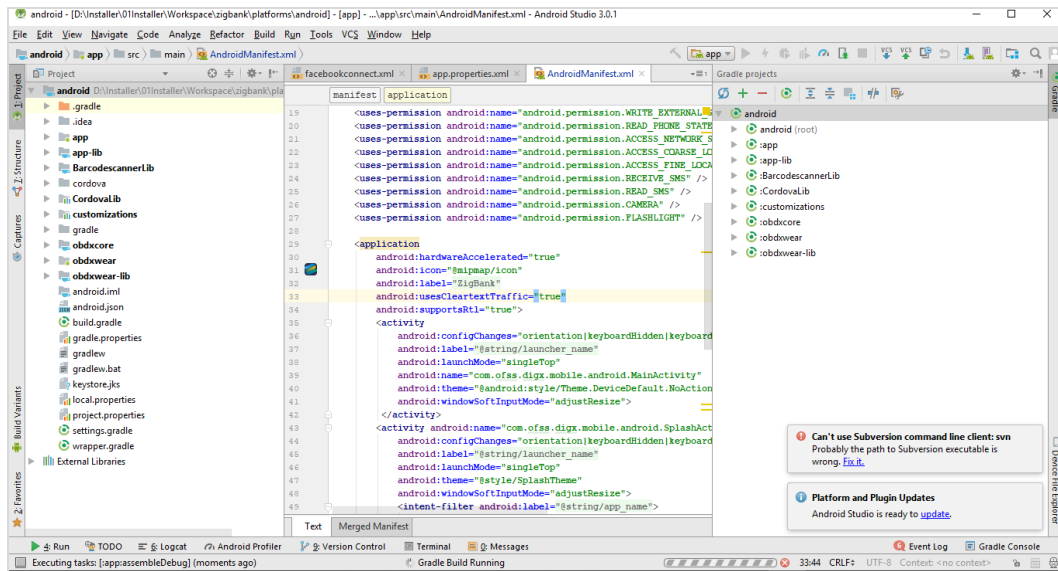 android - [D:\Installer\01Installer\Workspace\zigbank\platforms\android] - [app] - ...\app\src\main\AndroidManifest.xml - Android Studio 3.0.1
File Edit View Navigate Code Analyze Refactor Build Run Tools VCS Window Help
android app src main AndroidManifest.xml
app
Project
facebookconnect.xml
app.properties.xml
AndroidManifest.xml
Gradle projects
1: Project
7: Structure
Captures
Build Variants
2: Favorites
android D:\Installer\01Installer\Workspace\zigbank\pla
.gradle
.idea
app
app-lib
BarcodescannerLib
cordova
CordovaLib
customizations
gradle
obdxcore
obdxwear
obdxwear-lib
android.iml
android.json
build.gradle
gradle.properties
gradlew
gradlew.bat
keystore.jks
local.properties
project.properties
settings.gradle
wrapper.gradle
External Libraries
manifest application
19 <uses-permission android:name="android.permission.WRITE_EXTERNAL_
20 <uses-permission android:name="android.permission.READ_PHONE_STATE
21 <uses-permission android:name="android.permission.ACCESS_NETWORK_S
22 <uses-permission android:name="android.permission.ACCESS_COARSE_LO
23 <uses-permission android:name="android.permission.ACCESS_FINE_LOCA
24 <uses-permission android:name="android.permission.RECEIVE_SMS" />
25 <uses-permission android:name="android.permission.READ_SMS" />
26 <uses-permission android:name="android.permission.CAMERA" />
27 <uses-permission android:name="android.permission.FLASHLIGHT" />
28
29 <application
30 android:hardwareAccelerated="true"
31 android:icon="@mipmap/icon"
32 android:label="ZigBank"
33 android:usesCleartextTraffic="true"
34 android:supportsRtl="true">
35 <activity
36 android:configChanges="orientation|keyboardHidden|keyboard
37 android:label="@string/launcher_name"
38 android:launchMode="singleTop"
39 android:name="com.ofss.digx.mobile.android.MainActivity"
40 android:theme="@android:style/Theme.DeviceDefault.NoAction
41 android:windowSoftInputMode="adjustResize">
42 </activity>
43 <activity android:name="com.ofss.digx.mobile.android.SplashAct
44 android:configChanges="orientation|keyboardHidden|keyboard
45 android:label="@string/launcher_name"
46 android:launchMode="singleTop"
47 android:theme="@style/SplashTheme"
48 android:windowSoftInputMode="adjustResize">
49 <intent-filter android:label="@string/app_name">
Text Merged Manifest
android
android (root)
:app
:app-lib
:BarcodescannerLib
:CordovaLib
:customizations
:obdxcore
:obdxwear
:obdxwear-lib
Gradle
Device File Explorer
Can't use Subversion command line client: svn
Probably the path to Subversion executable is
wrong. Fix it.
Platform and Plugin Updates
Android Studio is ready to update.
4: Run TODO 6: Logcat Android Profiler 9: Version Control Terminal 0: Messages Event Log Gradle Console
Executing tasks: [:app:assembleDebug] (moments ago) Gradle Build Running 33:44 CRLF UTF-8 Context: <no context>